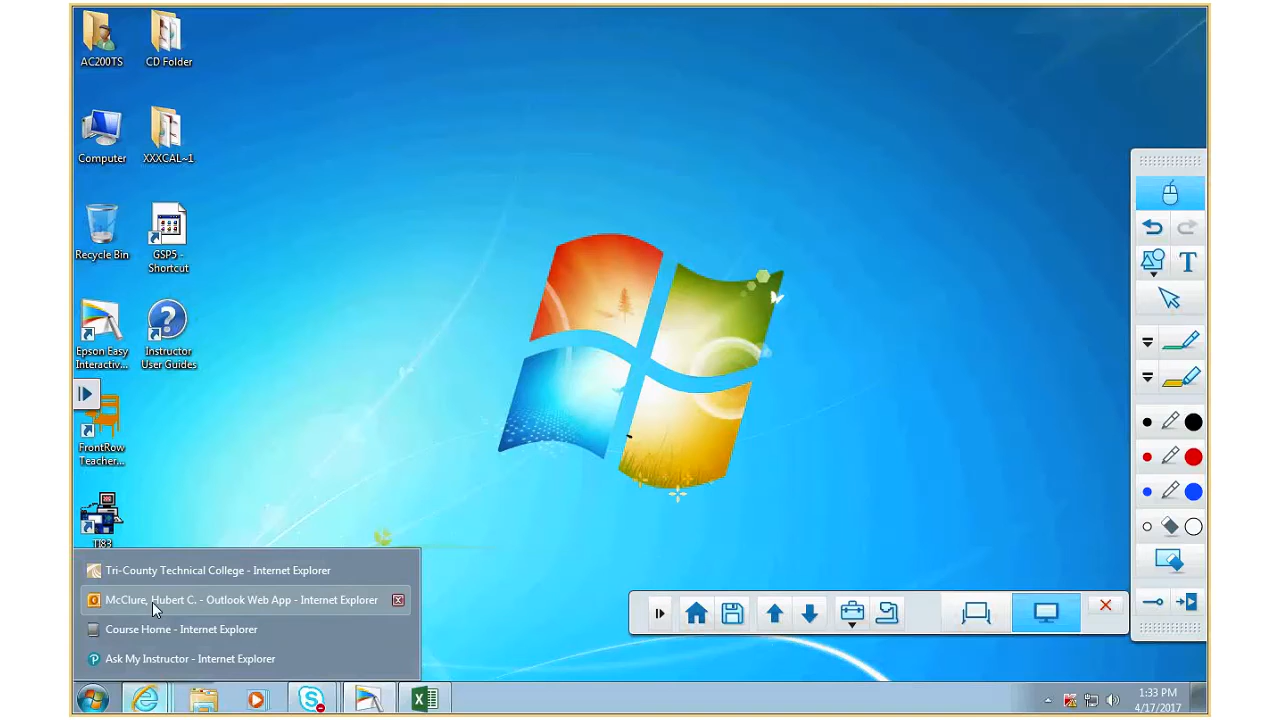 AC200TS
CD Folder
Computer
XXXCAL~1
Recycle Bin
GSP5 -
Shortcut
Epson Easy
Interactiv...
Instructor
User Guides
FrontRow
Teacher...
TI83
T
Tri-County Technical College - Internet Explorer
McClure, Hubert C. - Outlook Web App - Internet Explorer
Course Home - Internet Explorer
Ask My Instructor - Internet Explorer
1:33 PM
4/17/2017